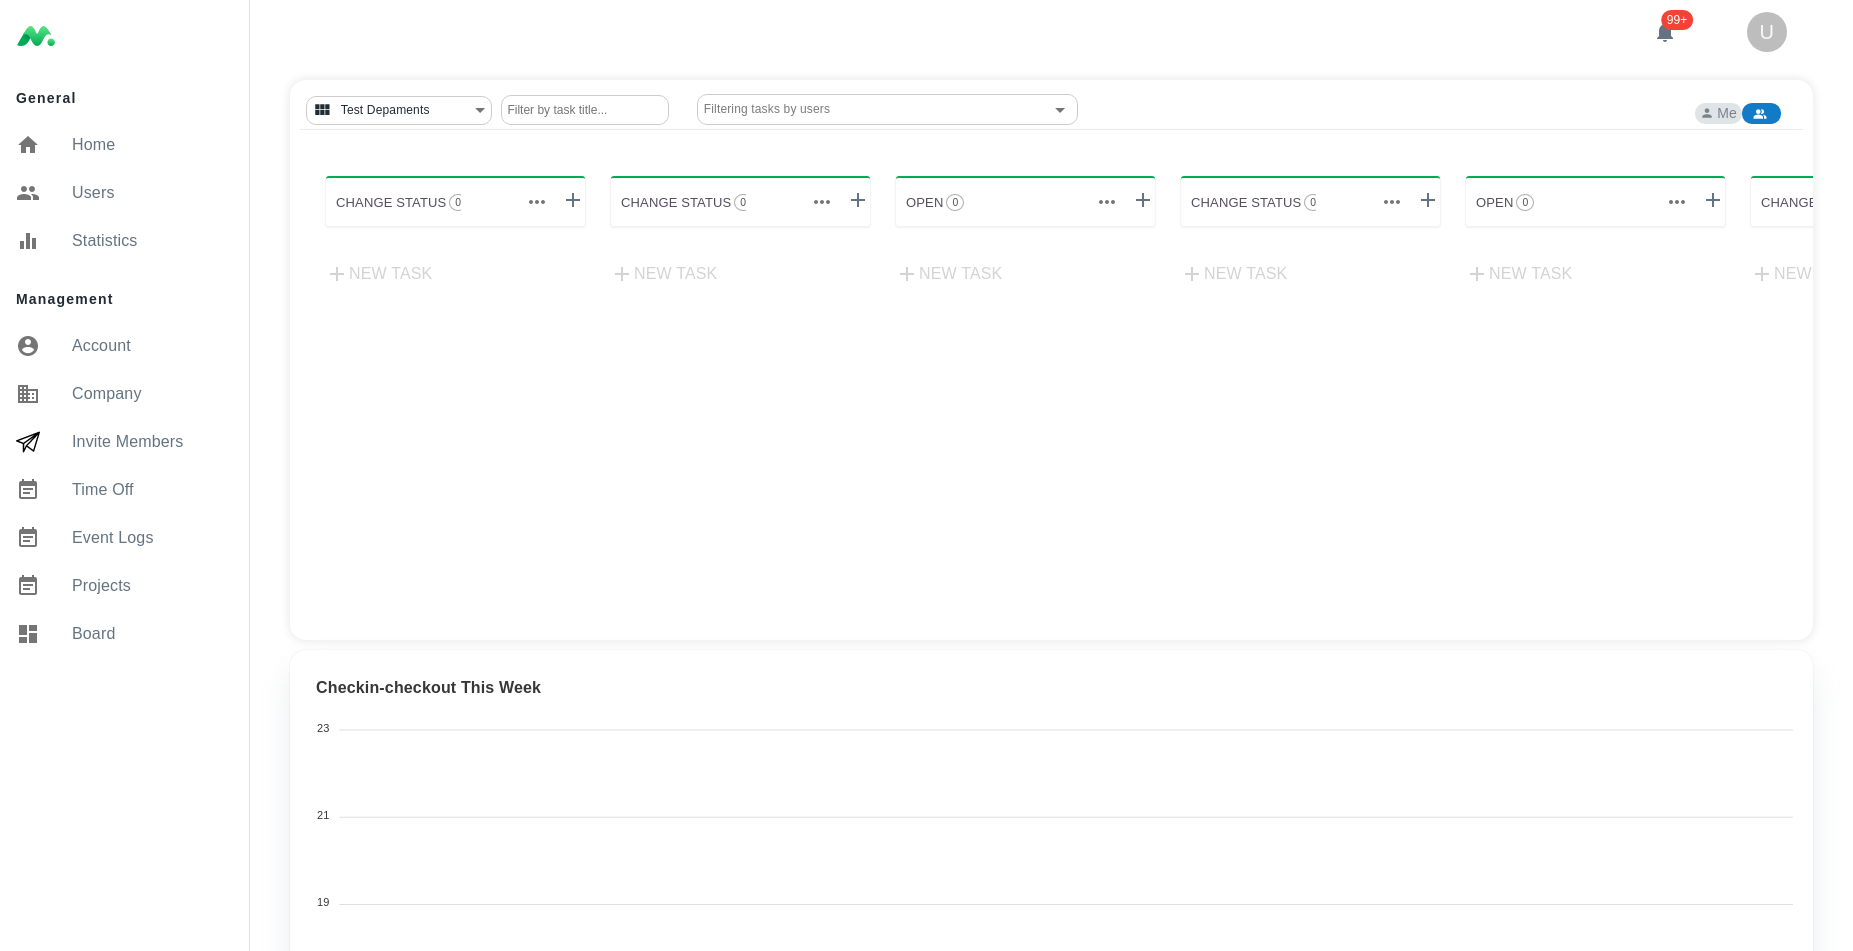 99+
U
General
Home
Users
Statistics
Management
Account
Company
Invite Members
Time Off
Event Logs
Projects
Board
Test Depaments
Filter by task title...
Filtering tasks by users
Me
CHANGE STATUS 0
CHANGE STATUS 0
OPEN 0
CHANGE STATUS 0
OPEN 0
CHANGE
NEW TASK
NEW TASK
NEW TASK
NEW TASK
NEW TASK
NEW
Checkin-checkout This Week
23
21
19